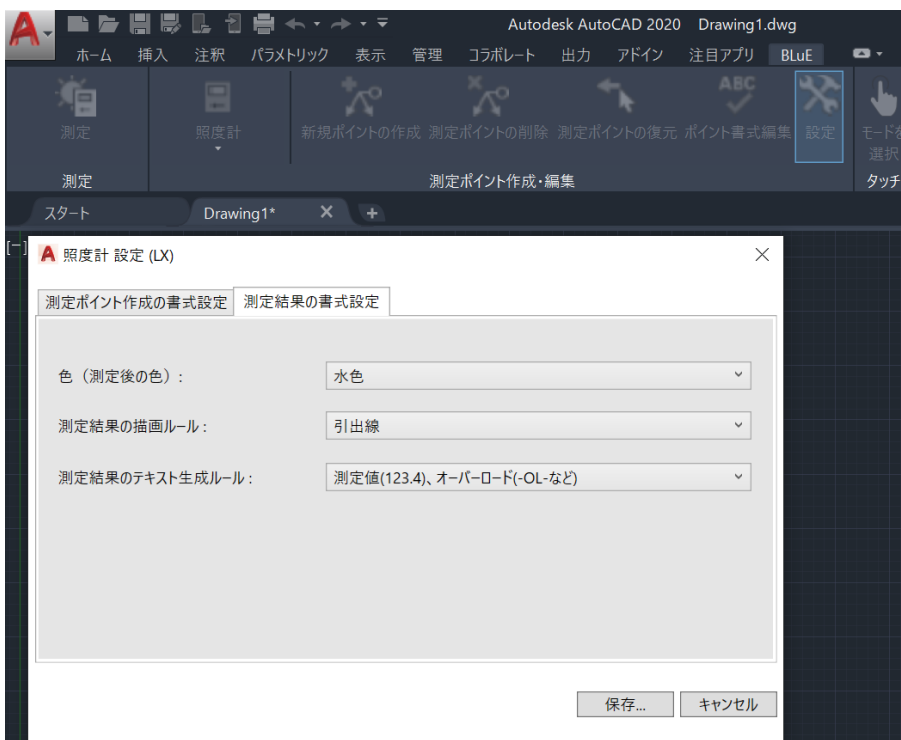 Autodesk AutoCAD 2020 Drawing1.dwg
ホーム 挿入 注釈 パラメトリック 表示 管理 コラボレート 出力 アドイン 注目アプリ BLUE
ABC
測定 照度計 新規ポイントの作成 測定ポイントの削除 測定ポイントの復元 ポイント書式編集 設定 モードを
選択
測定 測定ポイント作成・編集 タッチ
スタート Drawing1* +
[−]
照度計 設定 (LX)
測定ポイント作成の書式設定 測定結果の書式設定
色（測定後の色）: 水色
測定結果の描画ルール: 引出線
測定結果のテキスト生成ルール: 測定値(123.4)、オーバーロード(-OL-など)
保存... キャンセル